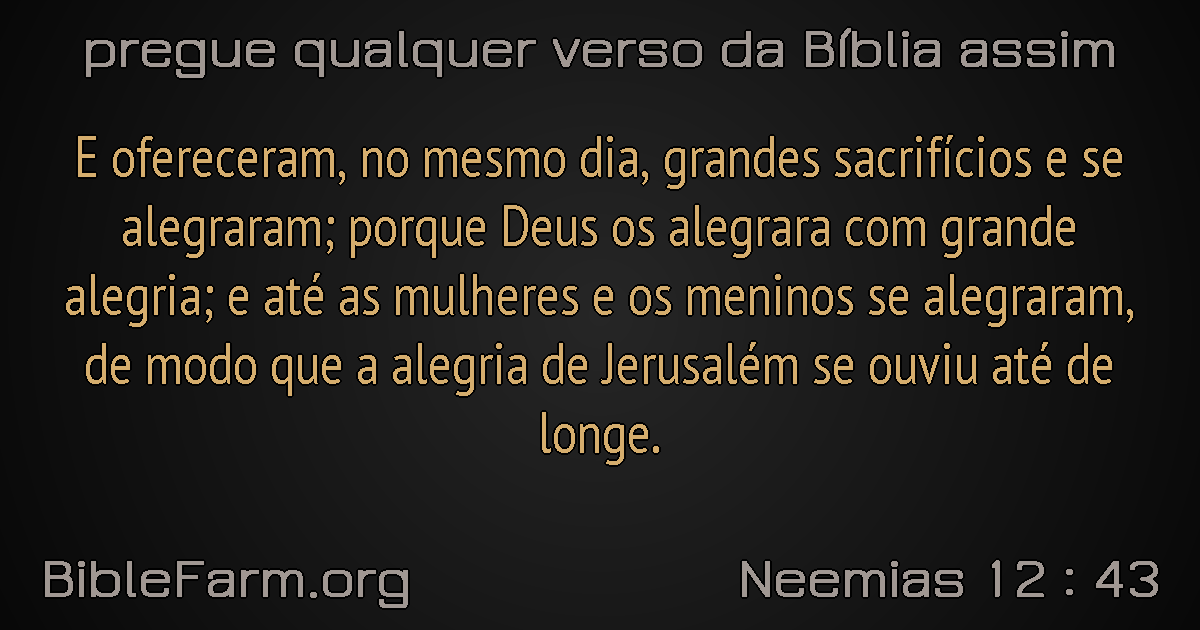 pregue qualquer verso da Bíblia assim
E ofereceram, no mesmo dia, grandes sacrifícios e se
alegraram; porque Deus os alegrara com grande
alegria; e até as mulheres e os meninos se alegraram,
de modo que a alegria de Jerusalém se ouviu até de
longe.
BibleFarm.org
Neemias 12 : 43